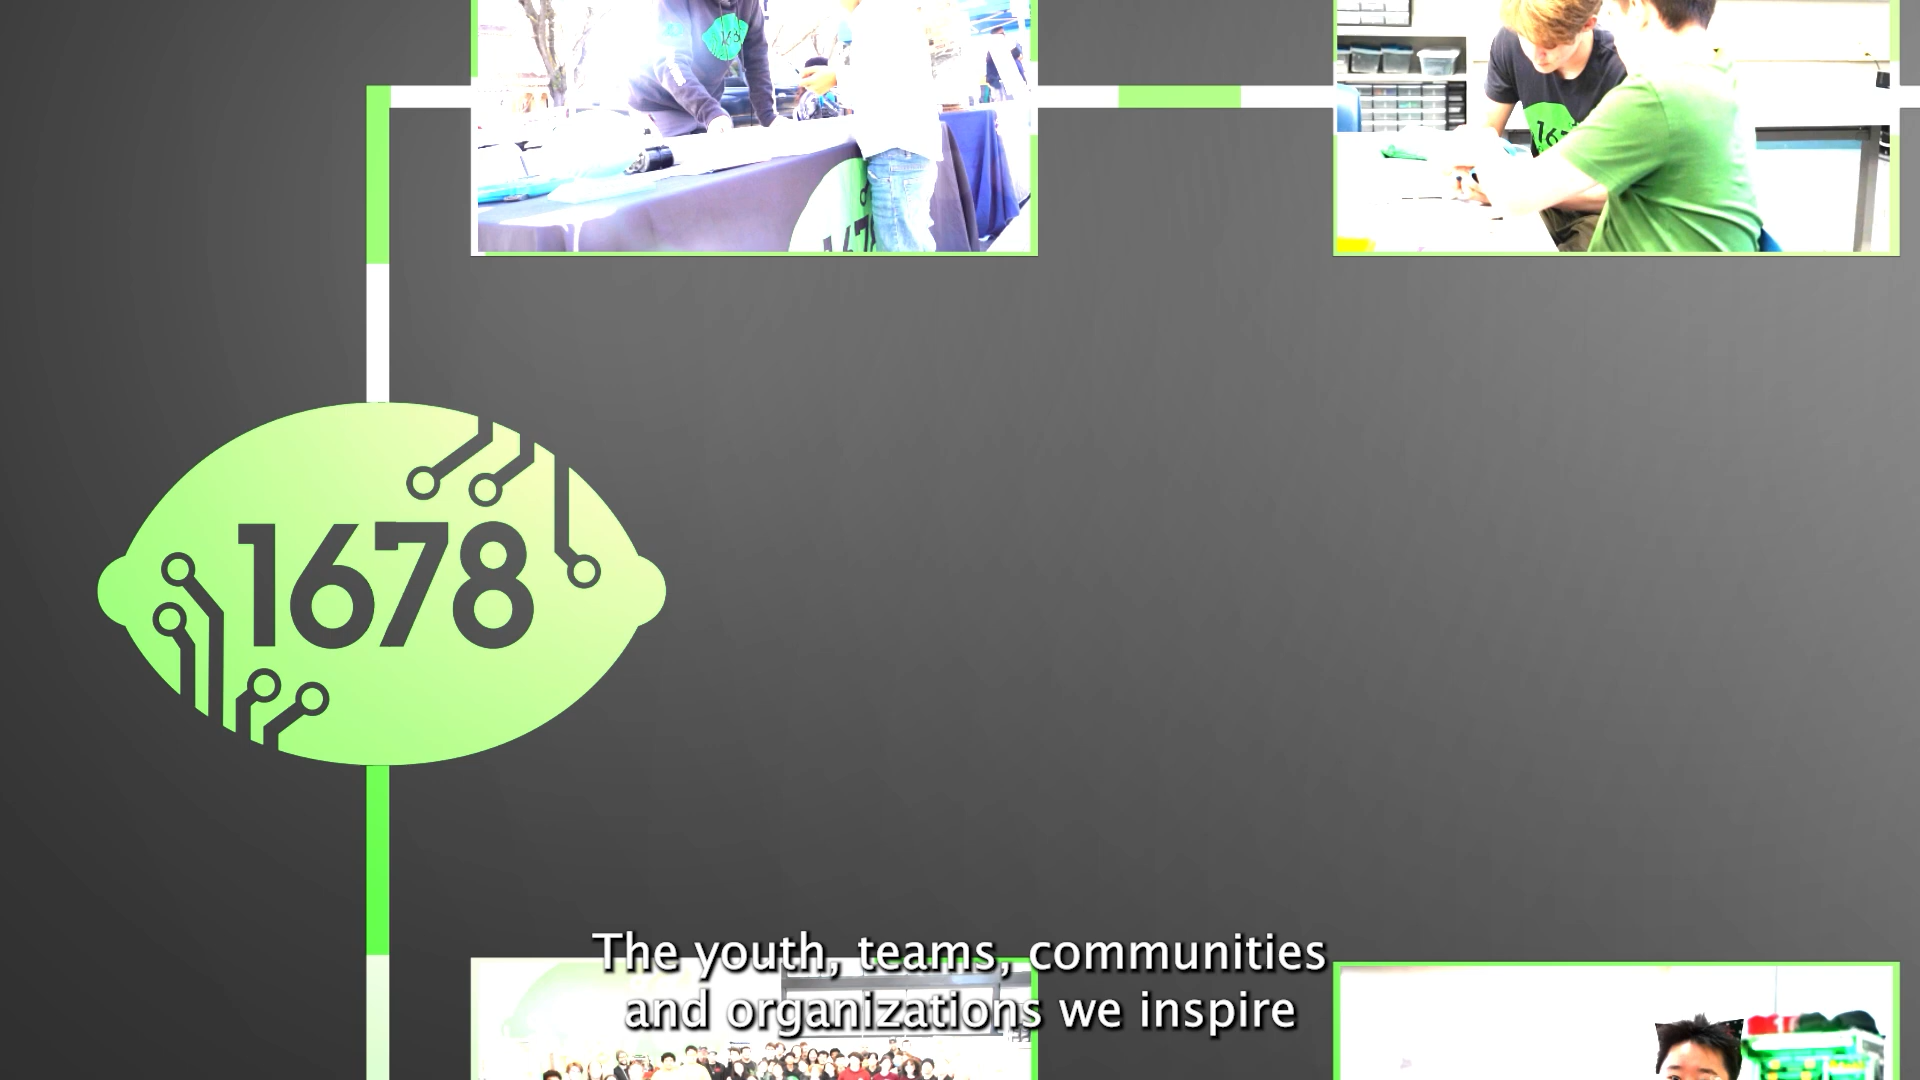 1678
The youth, teams, communities
and organizations we inspire